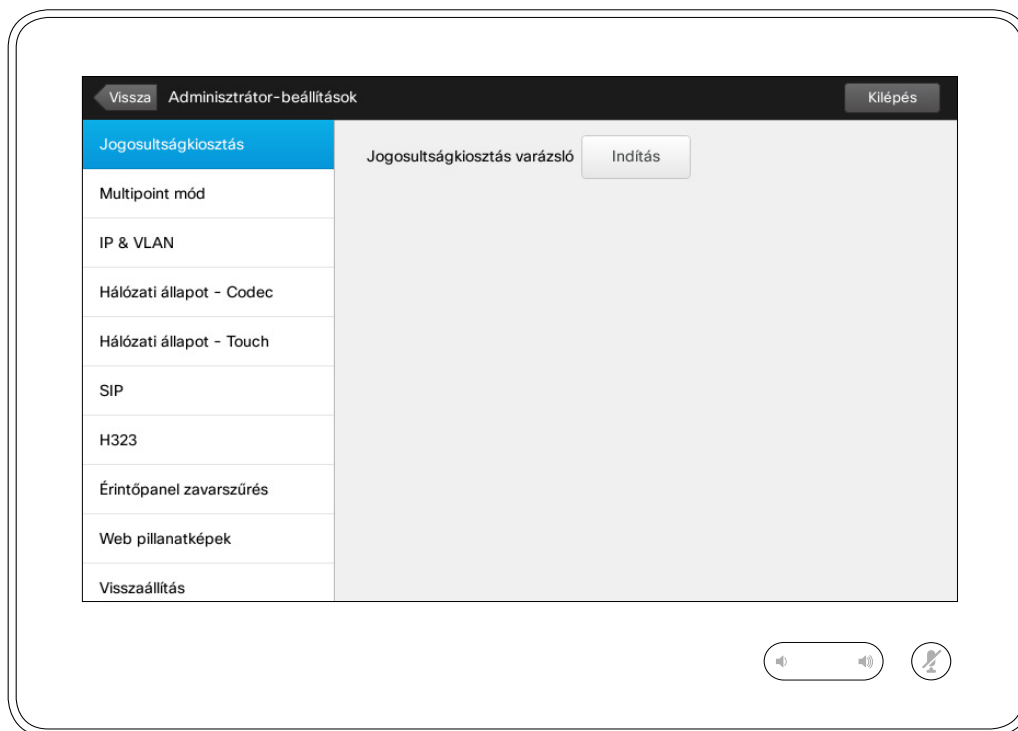 Vissza Adminisztrátor-beállítások Kilépés
Jogosultságkiosztás
Jogosultságkiosztás varázsló Indítás
Multipoint mód
IP & VLAN
Hálózati állapot - Codec
Hálózati állapot - Touch
SIP
H323
Érintőpanel zavarszűrés
Web pillanatképek
Visszaállítás